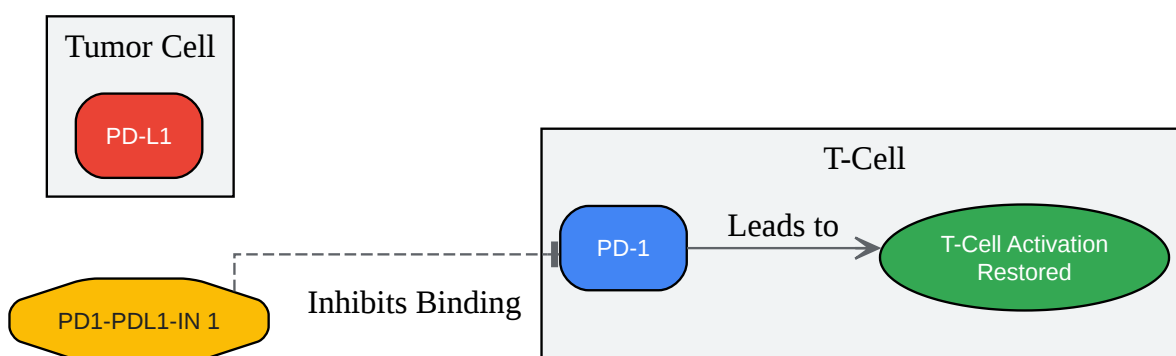 Tumor Cell
PD-L1
T-Cell
Leads to
PD-1
T-Cell Activation
Restored
Inhibits Binding
PD1-PDL1-IN 1